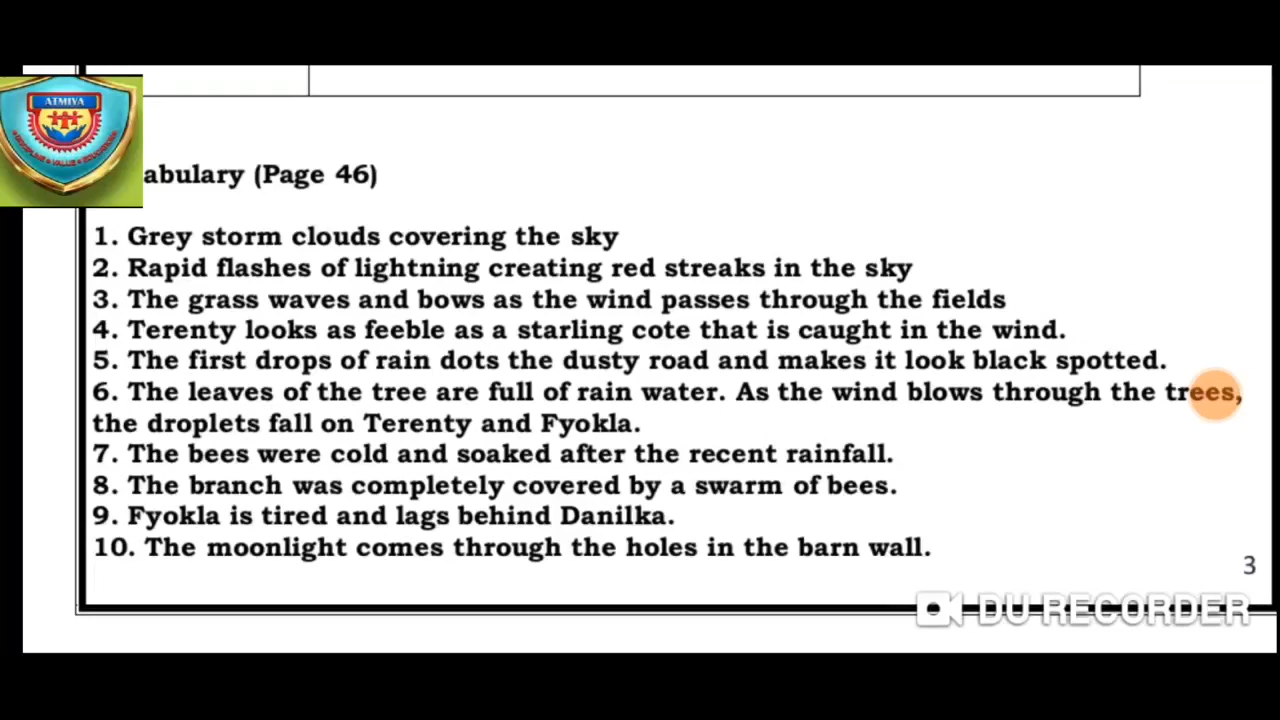 ATMIYA
abulary (Page 46)
1. Grey storm clouds covering the sky
2. Rapid flashes of lightning creating red streaks in the sky
3. The grass waves and bows as the wind passes through the fields
4. Terenty looks as feeble as a starling cote that is caught in the wind.
5. The first drops of rain dots the dusty road and makes it look black spotted.
6. The leaves of the tree are full of rain water. As the wind blows through the trees,
the droplets fall on Terenty and Fyokla.
7. The bees were cold and soaked after the recent rainfall.
8. The branch was completely covered by a swarm of bees.
9. Fyokla is tired and lags behind Danilka.
10. The moonlight comes through the holes in the barn wall.
3
DU RECORDER